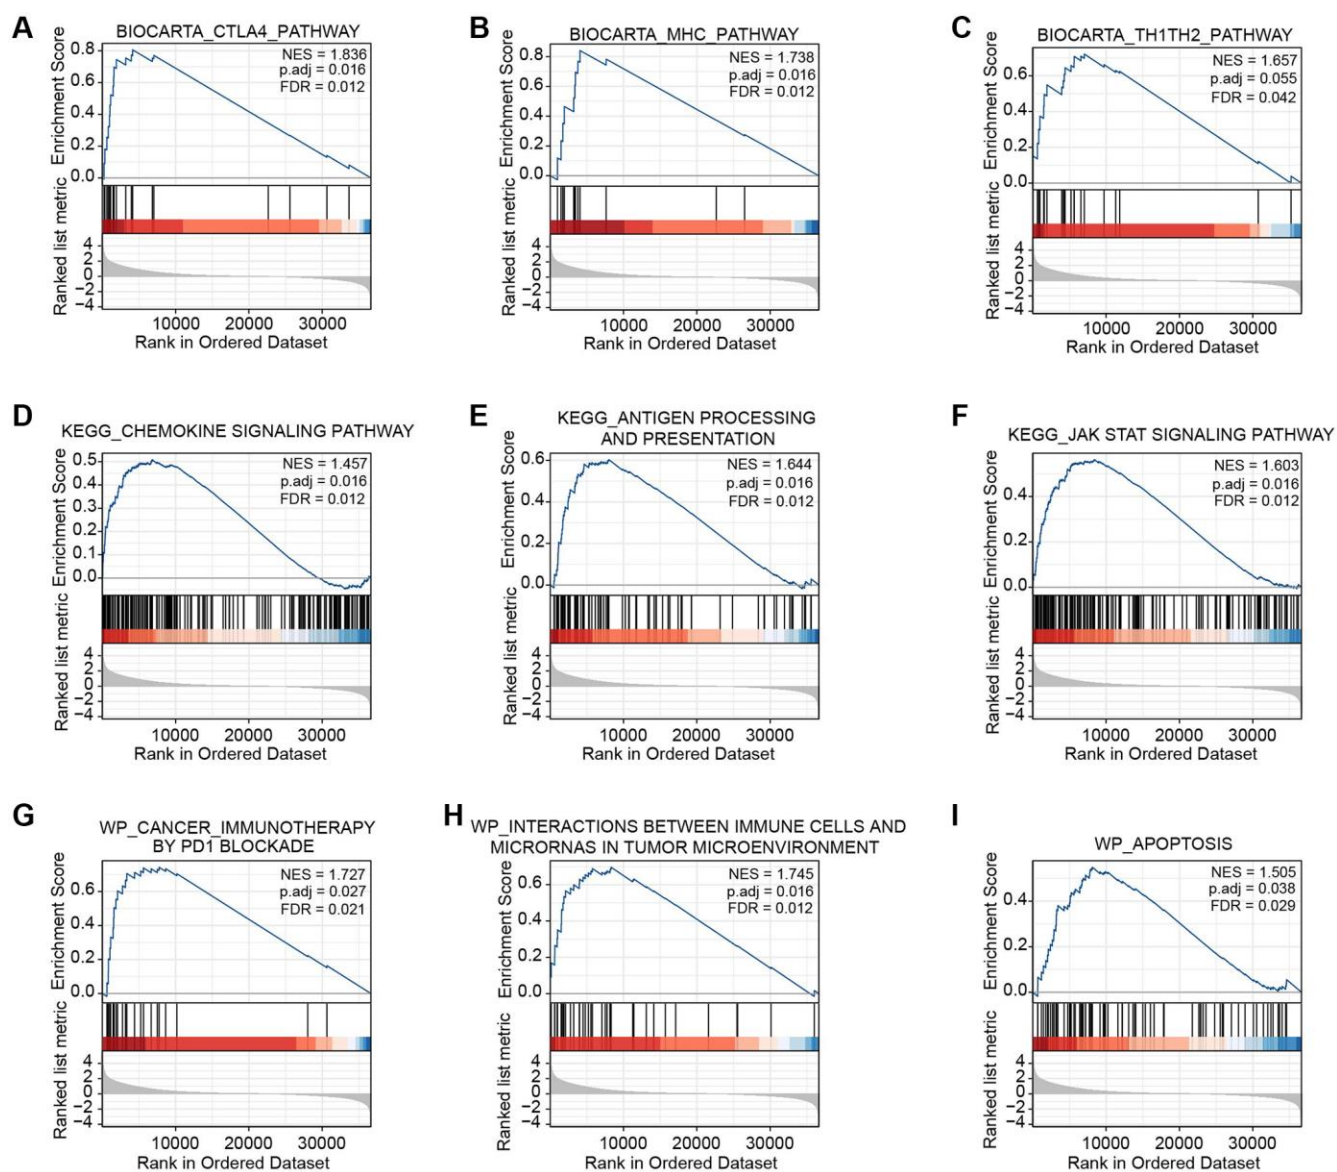 A
BIOCARTA_CTLA4_PATHWAY
NES = 1.836
p.adj = 0.016
FDR = 0.012
Enrichment Score
0.8
0.6
0.4
0.2
0.0
Ranked list metric
4
2
0
−2
−4
10000 20000 30000
Rank in Ordered Dataset
B
BIOCARTA_MHC_PATHWAY
NES = 1.738
p.adj = 0.016
FDR = 0.012
Enrichment Score
0.8
0.6
0.4
0.2
0.0
Ranked list metric
4
2
0
−2
−4
10000 20000 30000
Rank in Ordered Dataset
C
BIOCARTA_TH1TH2_PATHWAY
NES = 1.657
p.adj = 0.055
FDR = 0.042
Enrichment Score
0.6
0.4
0.2
0.0
Ranked list metric
4
2
0
−2
−4
10000 20000 30000
Rank in Ordered Dataset
D
KEGG_CHEMOKINE SIGNALING PATHWAY
NES = 1.457
p.adj = 0.016
FDR = 0.012
Enrichment Score
0.5
0.4
0.3
0.2
0.1
0.0
Ranked list metric
4
2
0
−2
−4
10000 20000 30000
Rank in Ordered Dataset
E
KEGG_ANTIGEN PROCESSING
AND PRESENTATION
NES = 1.644
p.adj = 0.016
FDR = 0.012
Enrichment Score
0.6
0.4
0.2
0.0
Ranked list metric
4
2
0
−2
−4
10000 20000 30000
Rank in Ordered Dataset
F
KEGG_JAK STAT SIGNALING PATHWAY
NES = 1.603
p.adj = 0.016
FDR = 0.012
Enrichment Score
0.4
0.2
0.0
Ranked list metric
4
2
0
−2
−4
10000 20000 30000
Rank in Ordered Dataset
G
WP_CANCER_IMMUNOTHERAPY
BY PD1 BLOCKADE
NES = 1.727
p.adj = 0.027
FDR = 0.021
Enrichment Score
0.6
0.4
0.2
0.0
Ranked list metric
4
2
0
−2
−4
10000 20000 30000
Rank in Ordered Dataset
H
WP_INTERACTIONS BETWEEN IMMUNE CELLS AND
MICRORNAS IN TUMOR MICROENVIRONMENT
NES = 1.745
p.adj = 0.016
FDR = 0.012
Enrichment Score
0.6
0.4
0.2
0.0
Ranked list metric
4
2
0
−2
−4
10000 20000 30000
Rank in Ordered Dataset
I
WP_APOPTOSIS
NES = 1.505
p.adj = 0.038
FDR = 0.029
Enrichment Score
0.4
0.2
0.0
Ranked list metric
4
2
0
−2
−4
10000 20000 30000
Rank in Ordered Dataset